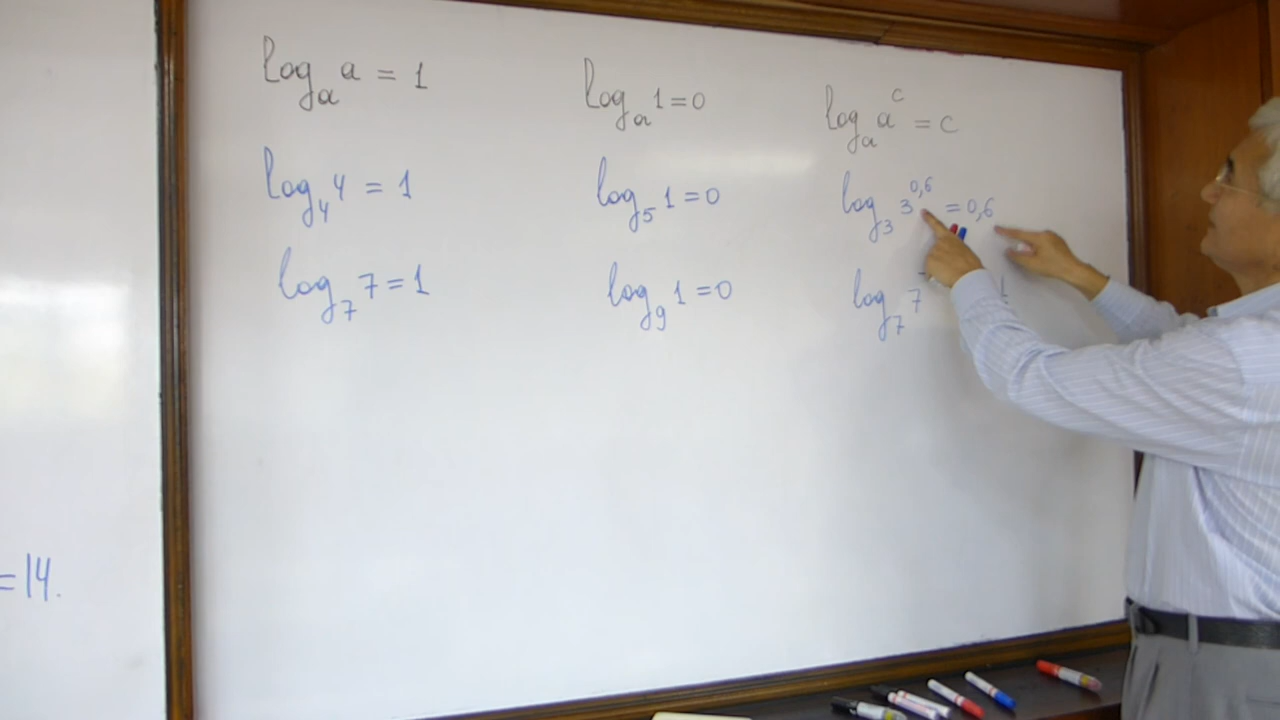 log_a a = 1
log_4 4 = 1
log_7 7 = 1
log_a 1 = 0
log_5 1 = 0
log_9 1 = 0
log_a a^c = c
log_3 3^0,6 = 0,6
log_7 7
= 14.